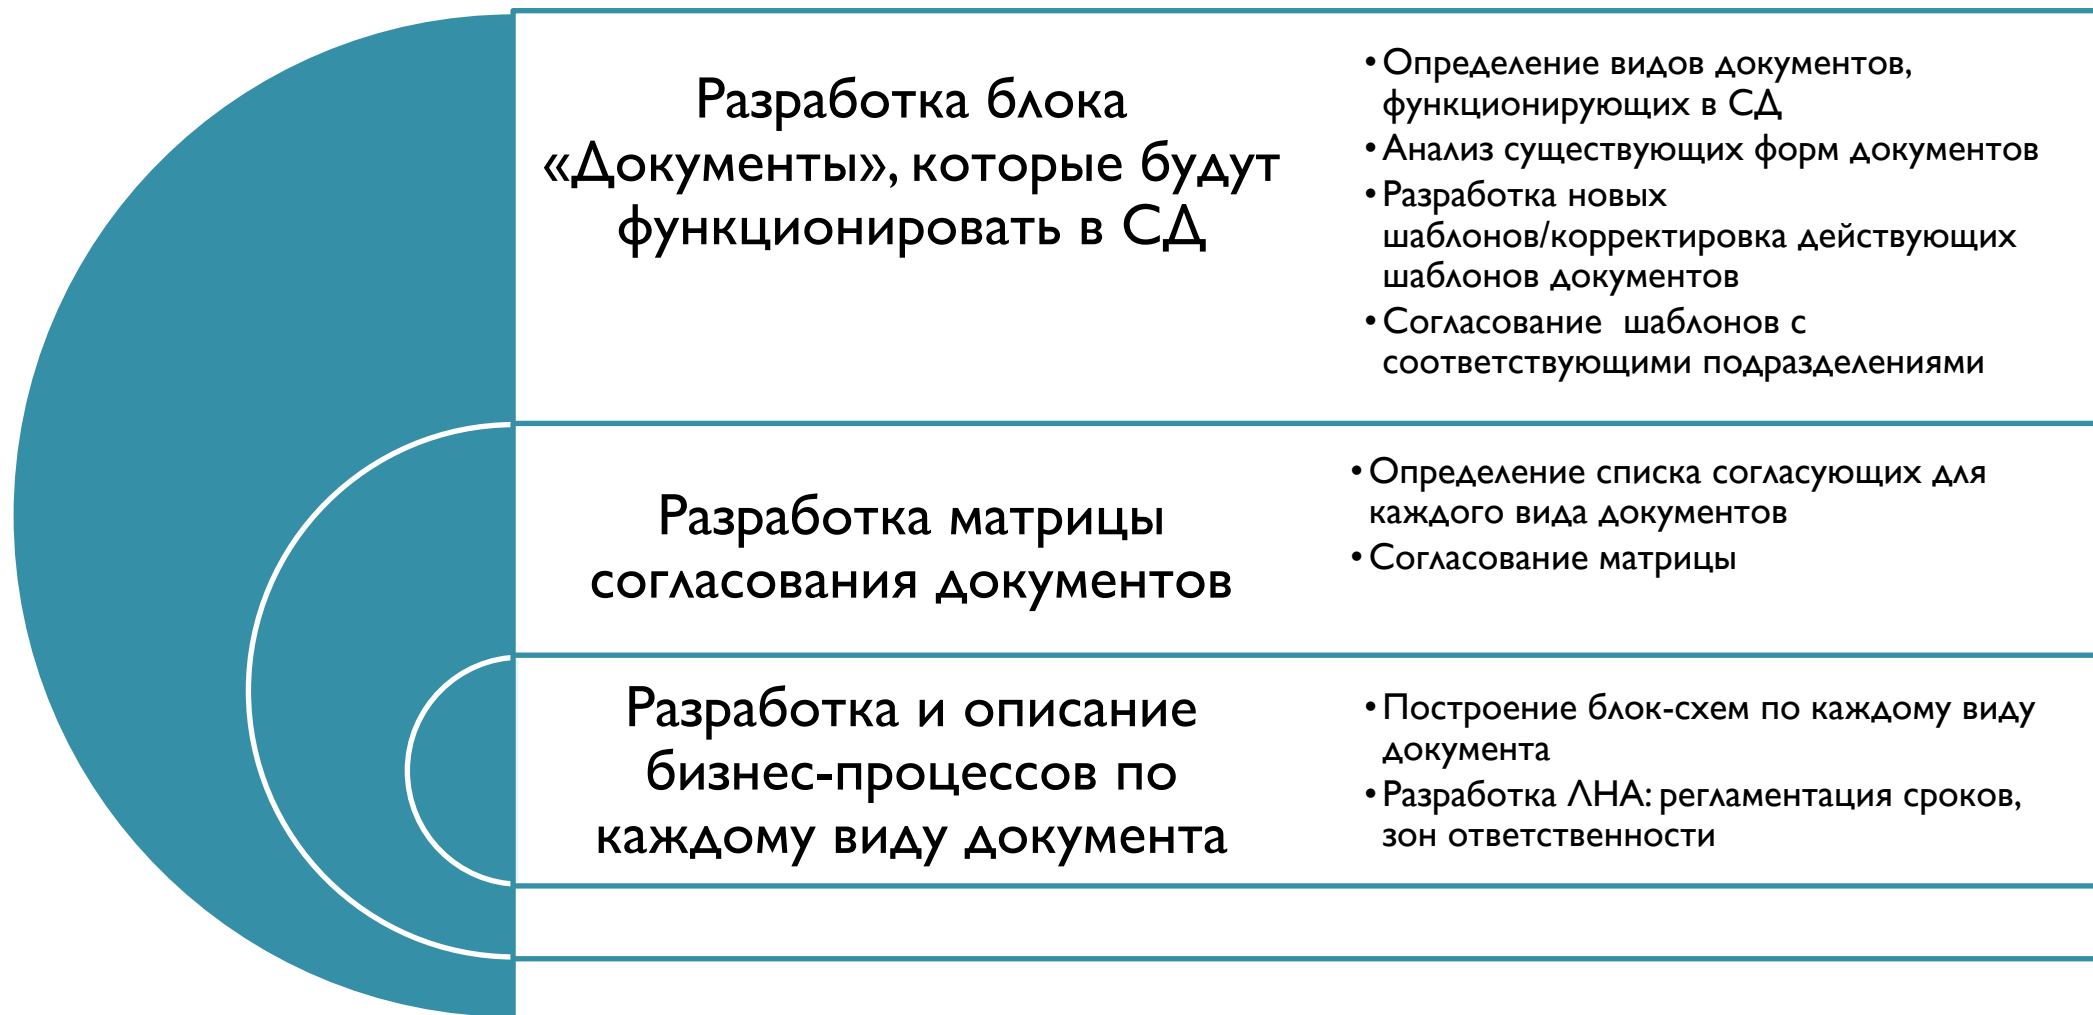 Разработка блока
«Документы», которые будут
функционировать в СД
•Определение видов документов,
функционирующих в СД
•Анализ существующих форм документов
•Разработка новых
шаблонов/корректировка действующих
шаблонов документов
•Согласование  шаблонов с
соответствующими подразделениями
Разработка матрицы
согласования документов
•Определение списка согласующих для
каждого вида документов
•Согласование матрицы
Разработка и описание
бизнес-процессов по
каждому виду документа
•Построение блок-схем по каждому виду
документа
•Разработка ЛНА: регламентация сроков,
зон ответственности